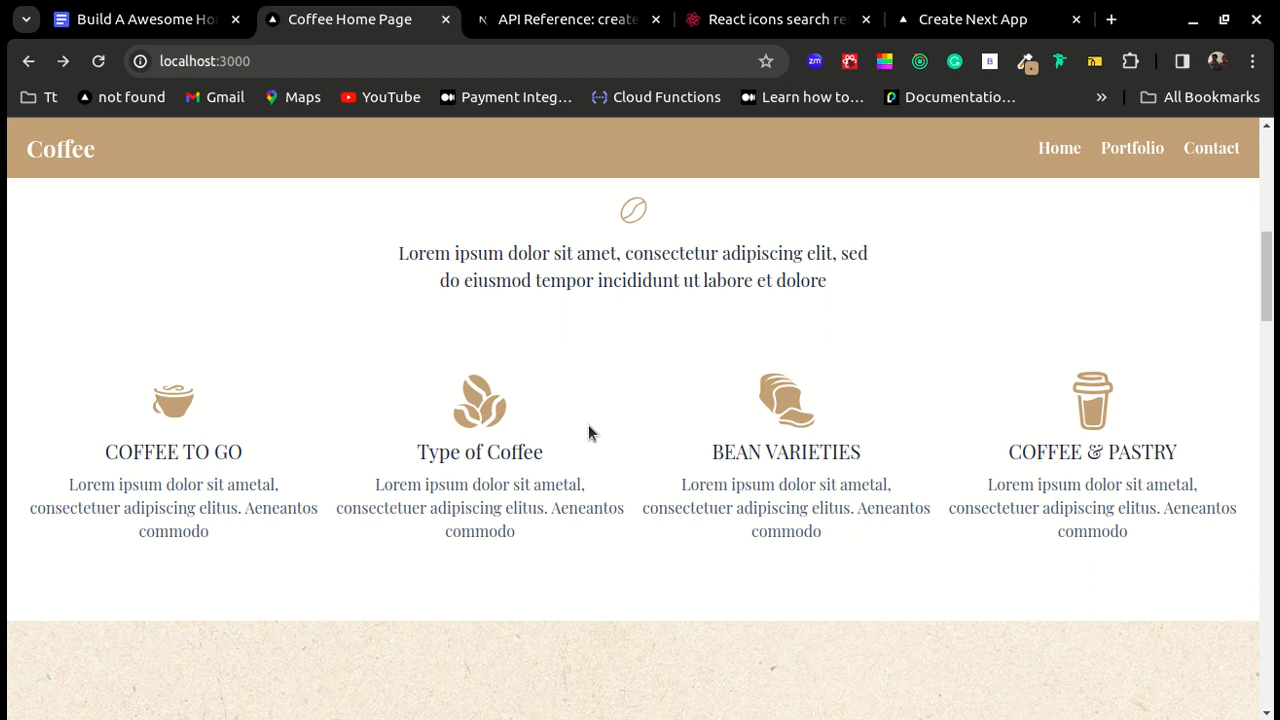 Build A Awesome Ho
Coffee Home Page
API Reference: create
React icons search re
Create Next App
localhost:3000
Tt
not found
Gmail
Maps
YouTube
Payment Integ...
Cloud Functions
Learn how to...
Documentatio...
All Bookmarks
Coffee
Home
Portfolio
Contact
Lorem ipsum dolor sit amet, consectetur adipiscing elit, sed
do eiusmod tempor incididunt ut labore et dolore
COFFEE TO GO
Lorem ipsum dolor sit ametal,
consectetuer adipiscing elitus. Aeneantos
commodo
Type of Coffee
Lorem ipsum dolor sit ametal,
consectetuer adipiscing elitus. Aeneantos
commodo
BEAN VARIETIES
Lorem ipsum dolor sit ametal,
consectetuer adipiscing elitus. Aeneantos
commodo
COFFEE & PASTRY
Lorem ipsum dolor sit ametal,
consectetuer adipiscing elitus. Aeneantos
commodo